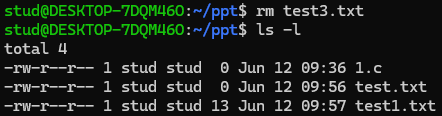 stud@DESKTOP-7DQM46O:~/ppt$ rm test3.txt
stud@DESKTOP-7DQM46O:~/ppt$ ls -l
total 4
-rw-r--r-- 1 stud stud  0 Jun 12 09:36 1.c
-rw-r--r-- 1 stud stud  0 Jun 12 09:56 test.txt
-rw-r--r-- 1 stud stud 13 Jun 12 09:57 test1.txt